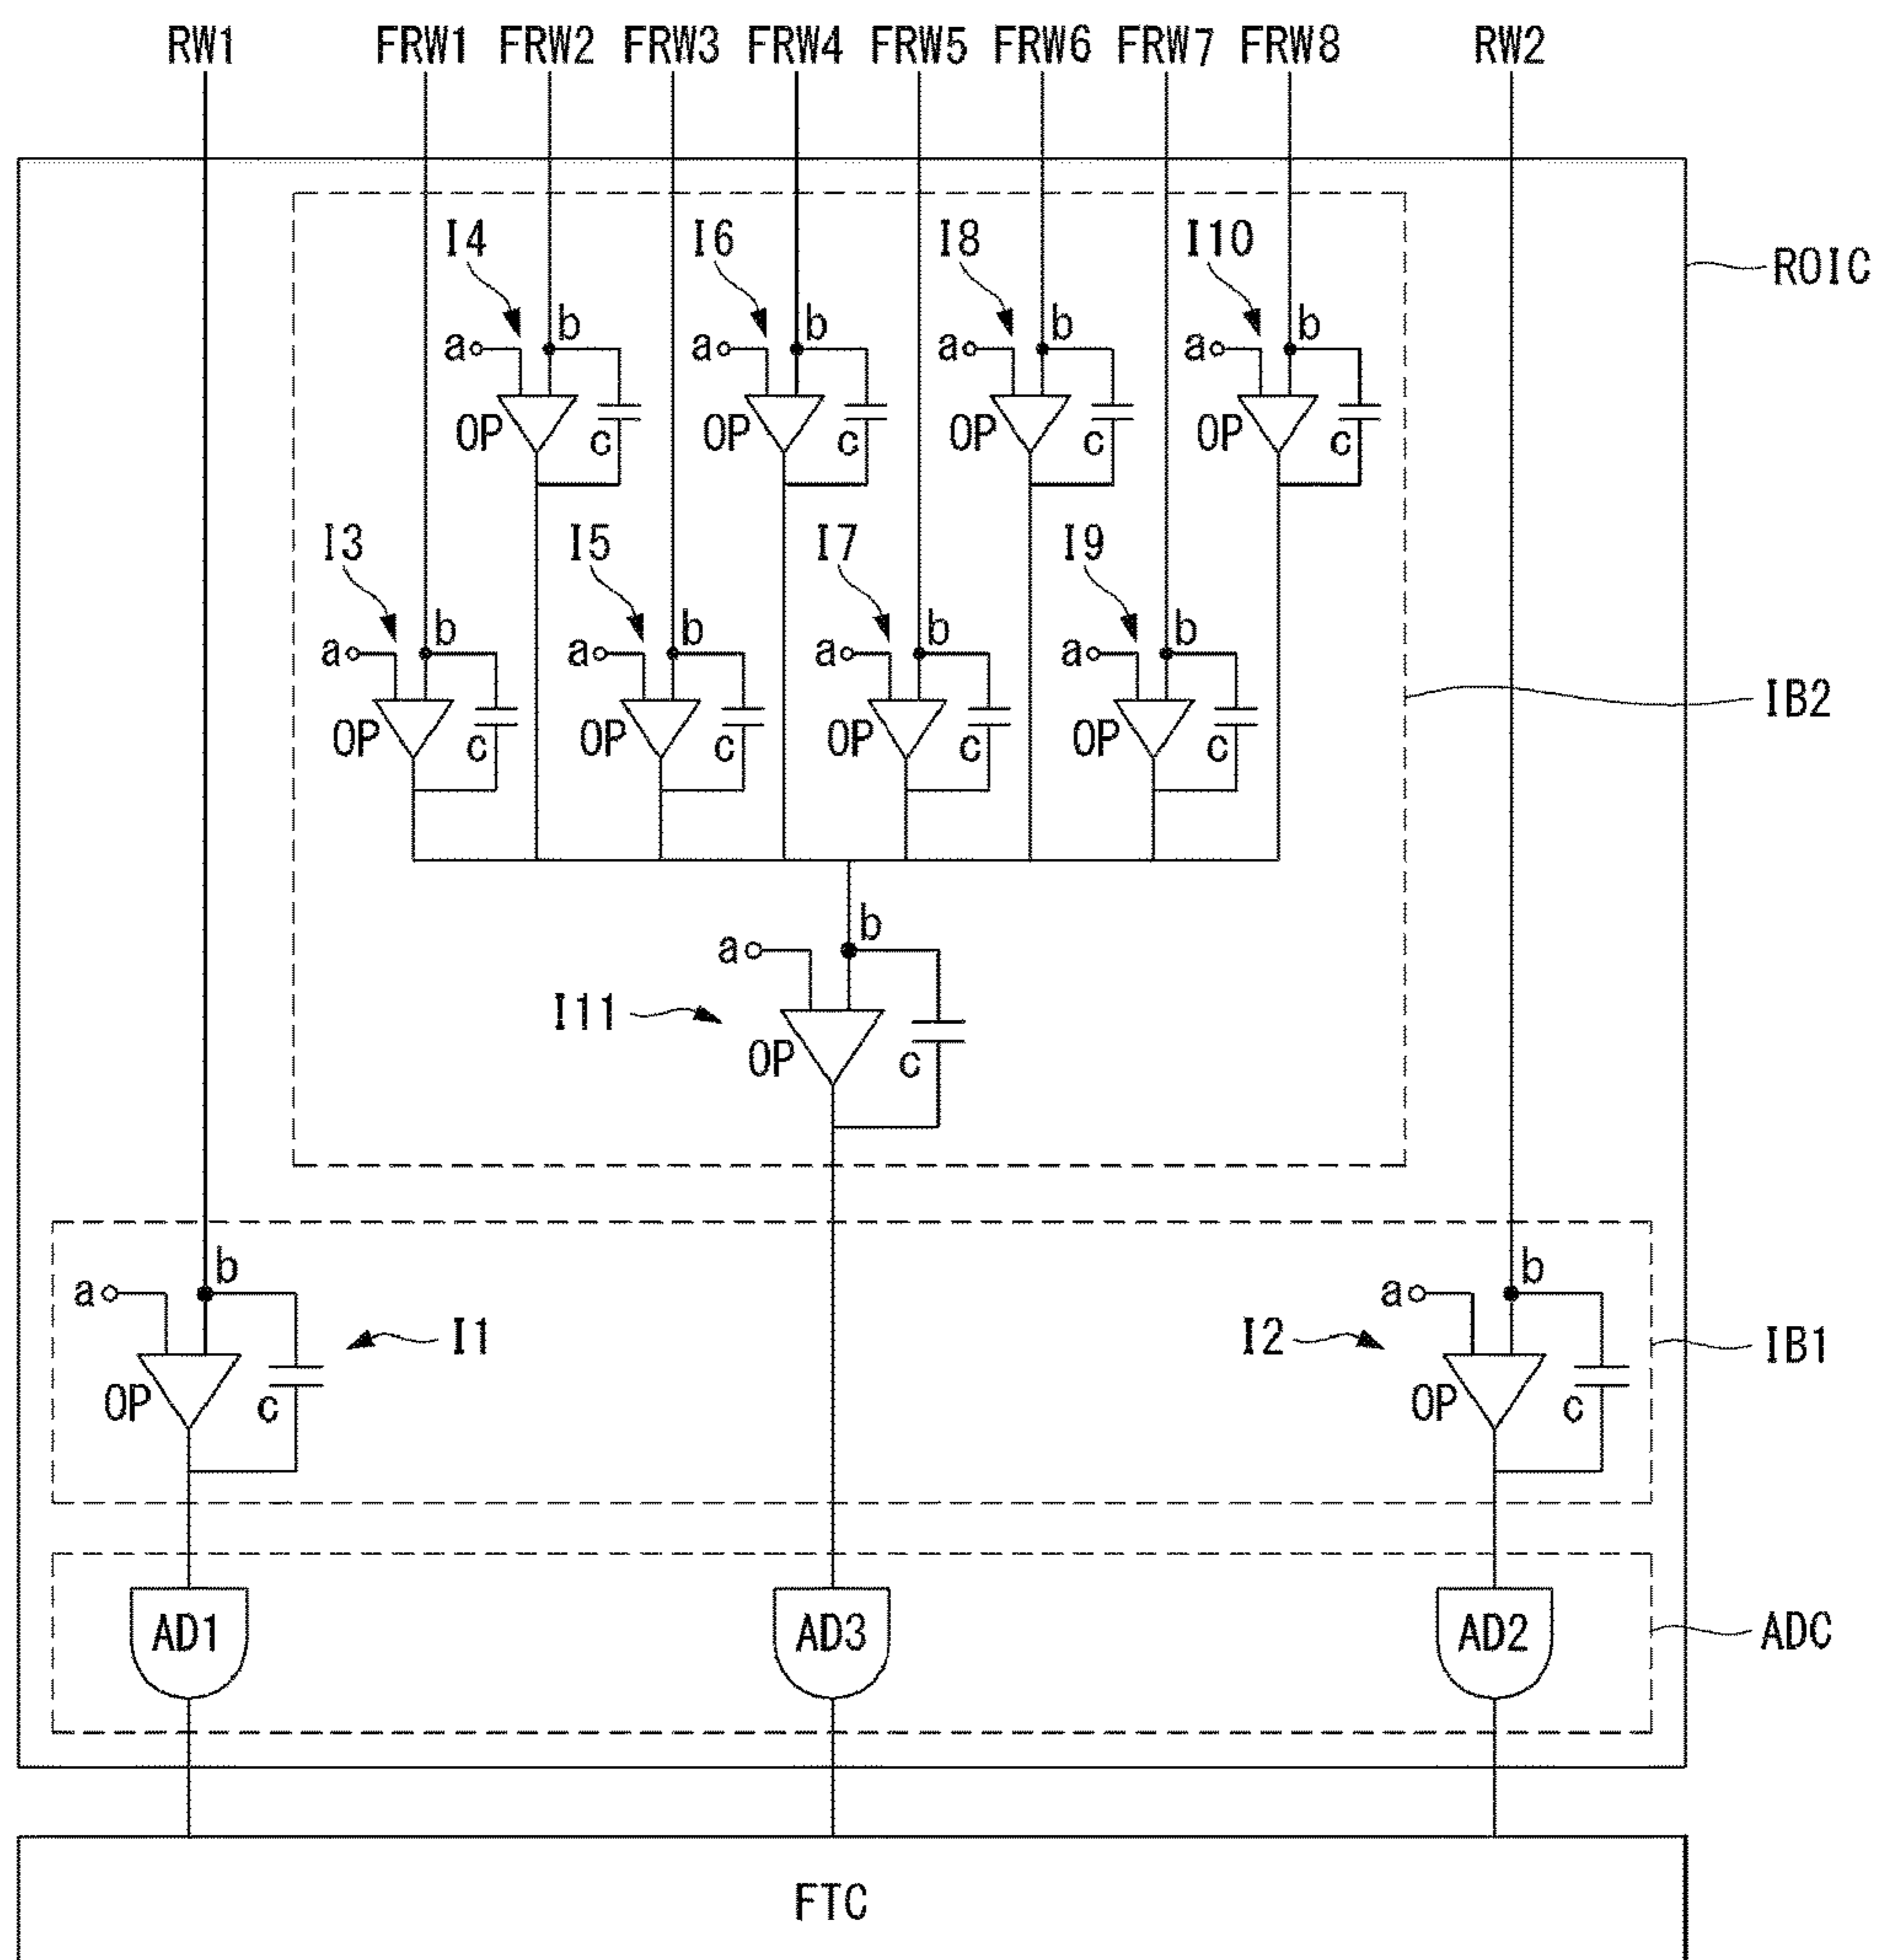 RW1 FRW1 FRW2 FRW3 FRW4 FRW5 FRW6 FRW7 FRW8 RW2
I4 I6 I8 I10
ROIC
b b b b
a a a a
OP c OP c OP c OP c
I3 I5 I7 I9
b b b b
a a a a
IB2
OP c OP c OP c OP c
b
a
I11
OP c
b b
a a
I1 I2 IB1
OP c OP c
AD1 AD3 AD2 ADC
FTC